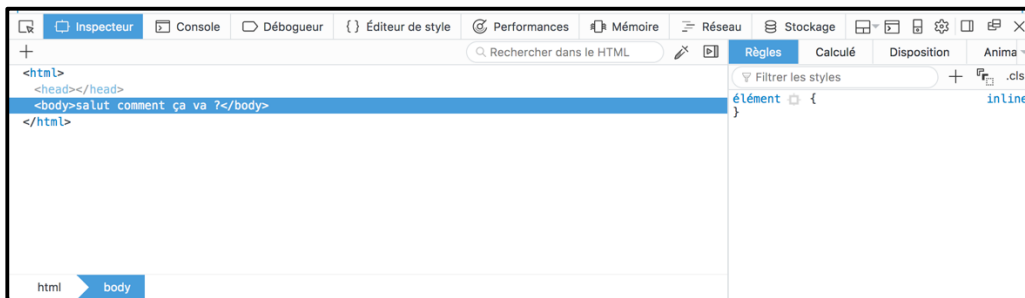 Inspecteur Console Débogueur { } Éditeur de style Performances Mémoire Réseau Stockage
+ Rechercher dans le HTML Règles Calculé Disposition Anima
<html> Filtrer les styles + .cls
<head></head>
<body>salut comment ça va ?</body> élément { inline
</html> }
html body